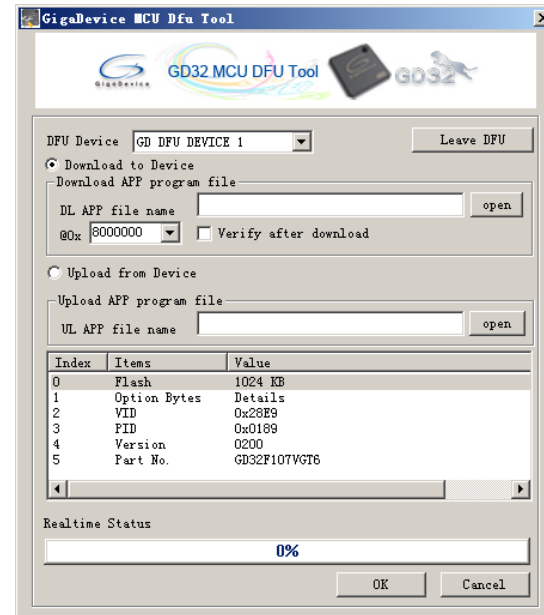 GigaDevice MCU Dfu Tool
GigaDevice
GD32 MCU DFU Tool
GD32
DFU Device GD DFU DEVICE 1 Leave DFU
Download to Device
Download APP program file
DL APP file name open
@0x 8000000 Verify after download
Upload from Device
Upload APP program file
UL APP file name open
Index Items Value
0 Flash 1024 KB
1 Option Bytes Details
2 VID 0x28E9
3 PID 0x0189
4 Version 0200
5 Part No. GD32F107VGT6
Realtime Status
0%
OK Cancel